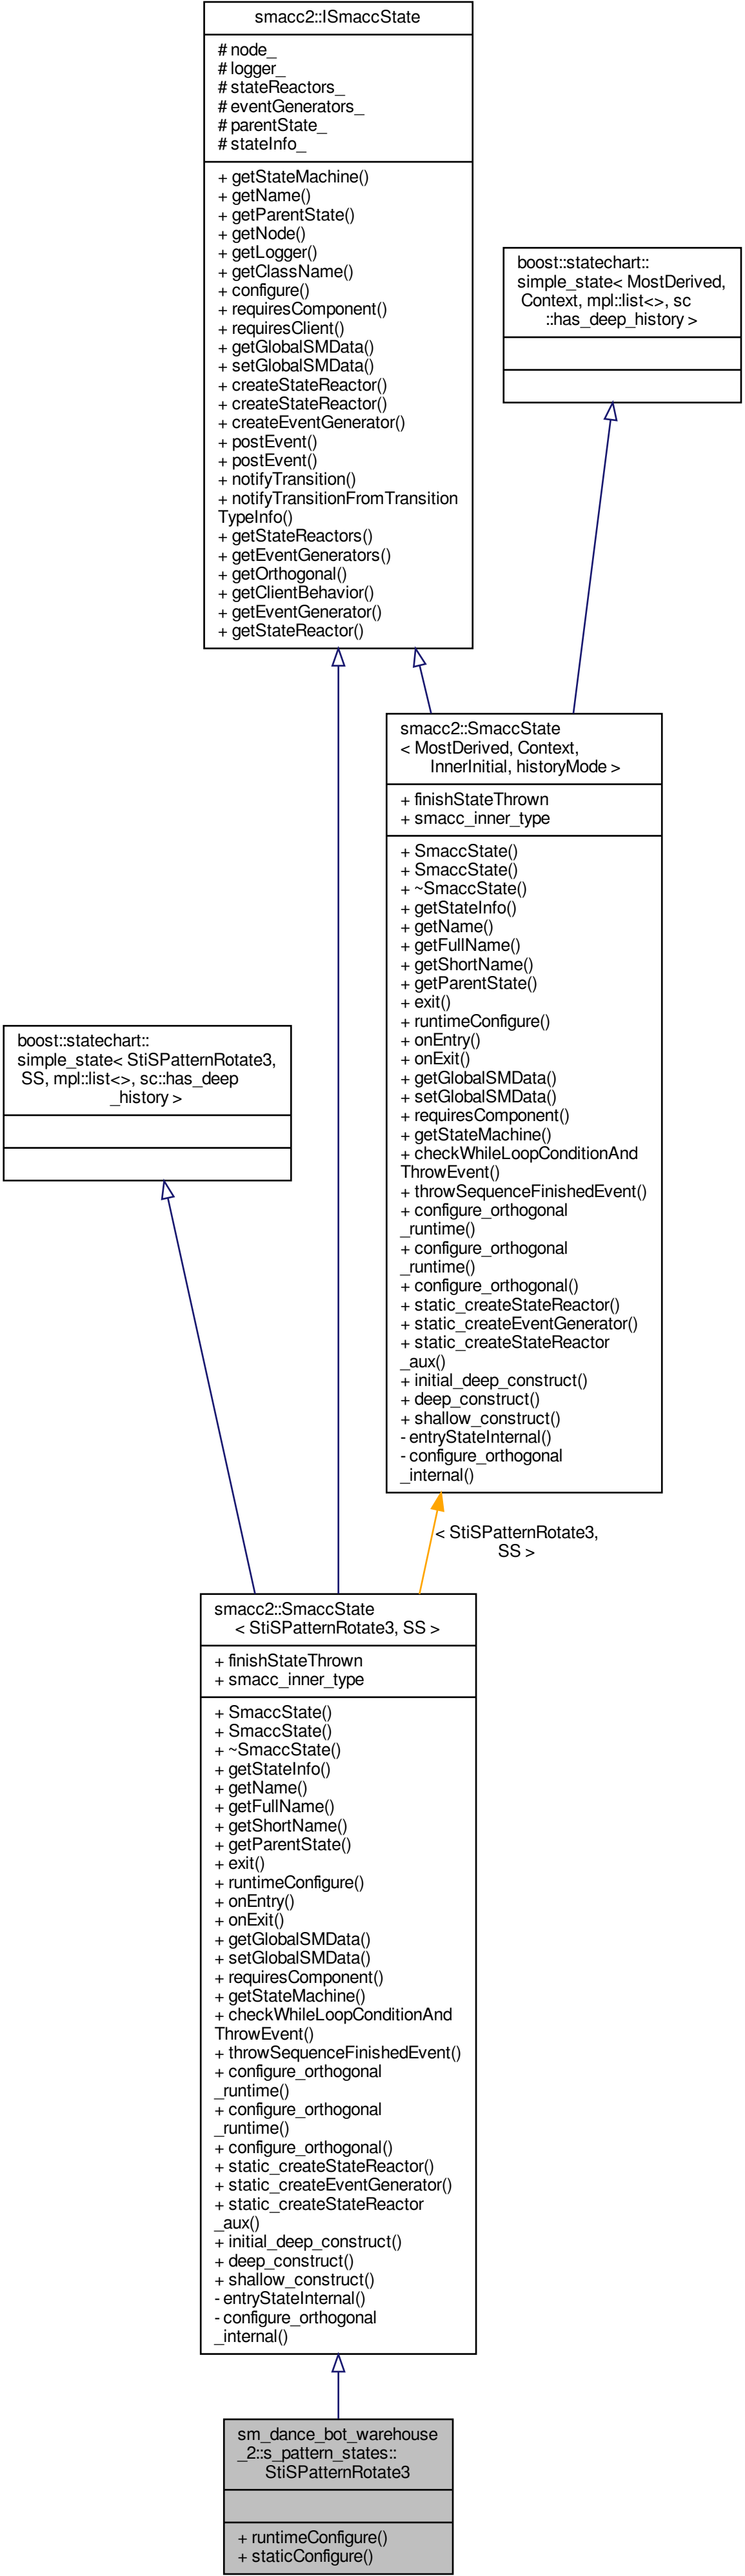 smacc2::ISmaccState
# node_
# logger_
# stateReactors_
# eventGenerators_
# parentState_
# stateInfo_
+ getStateMachine()
+ getName()
+ getParentState()
+ getNode()
+ getLogger()
+ getClassName()
+ configure()
+ requiresComponent()
+ requiresClient()
+ getGlobalSMData()
+ setGlobalSMData()
+ createStateReactor()
+ createStateReactor()
+ createEventGenerator()
+ postEvent()
+ postEvent()
+ notifyTransition()
+ notifyTransitionFromTransition
TypeInfo()
+ getStateReactors()
+ getEventGenerators()
+ getOrthogonal()
+ getClientBehavior()
+ getEventGenerator()
+ getStateReactor()
boost::statechart::
simple_state< MostDerived,
Context, mpl::list<>, sc
::has_deep_history >
smacc2::SmaccState
< MostDerived, Context,
InnerInitial, historyMode >
+ finishStateThrown
+ smacc_inner_type
+ SmaccState()
+ SmaccState()
+ ~SmaccState()
+ getStateInfo()
+ getName()
+ getFullName()
+ getShortName()
+ getParentState()
+ exit()
+ runtimeConfigure()
+ onEntry()
+ onExit()
+ getGlobalSMData()
+ setGlobalSMData()
+ requiresComponent()
+ getStateMachine()
+ checkWhileLoopConditionAnd
ThrowEvent()
+ throwSequenceFinishedEvent()
+ configure_orthogonal
_runtime()
+ configure_orthogonal
_runtime()
+ configure_orthogonal()
+ static_createStateReactor()
+ static_createEventGenerator()
+ static_createStateReactor
_aux()
+ initial_deep_construct()
+ deep_construct()
+ shallow_construct()
- entryStateInternal()
- configure_orthogonal
_internal()
boost::statechart::
simple_state< StiSPatternRotate3,
SS, mpl::list<>, sc::has_deep
_history >
< StiSPatternRotate3,
SS >
smacc2::SmaccState
< StiSPatternRotate3, SS >
+ finishStateThrown
+ smacc_inner_type
+ SmaccState()
+ SmaccState()
+ ~SmaccState()
+ getStateInfo()
+ getName()
+ getFullName()
+ getShortName()
+ getParentState()
+ exit()
+ runtimeConfigure()
+ onEntry()
+ onExit()
+ getGlobalSMData()
+ setGlobalSMData()
+ requiresComponent()
+ getStateMachine()
+ checkWhileLoopConditionAnd
ThrowEvent()
+ throwSequenceFinishedEvent()
+ configure_orthogonal
_runtime()
+ configure_orthogonal
_runtime()
+ configure_orthogonal()
+ static_createStateReactor()
+ static_createEventGenerator()
+ static_createStateReactor
_aux()
+ initial_deep_construct()
+ deep_construct()
+ shallow_construct()
- entryStateInternal()
- configure_orthogonal
_internal()
sm_dance_bot_warehouse
_2::s_pattern_states::
StiSPatternRotate3
+ runtimeConfigure()
+ staticConfigure()